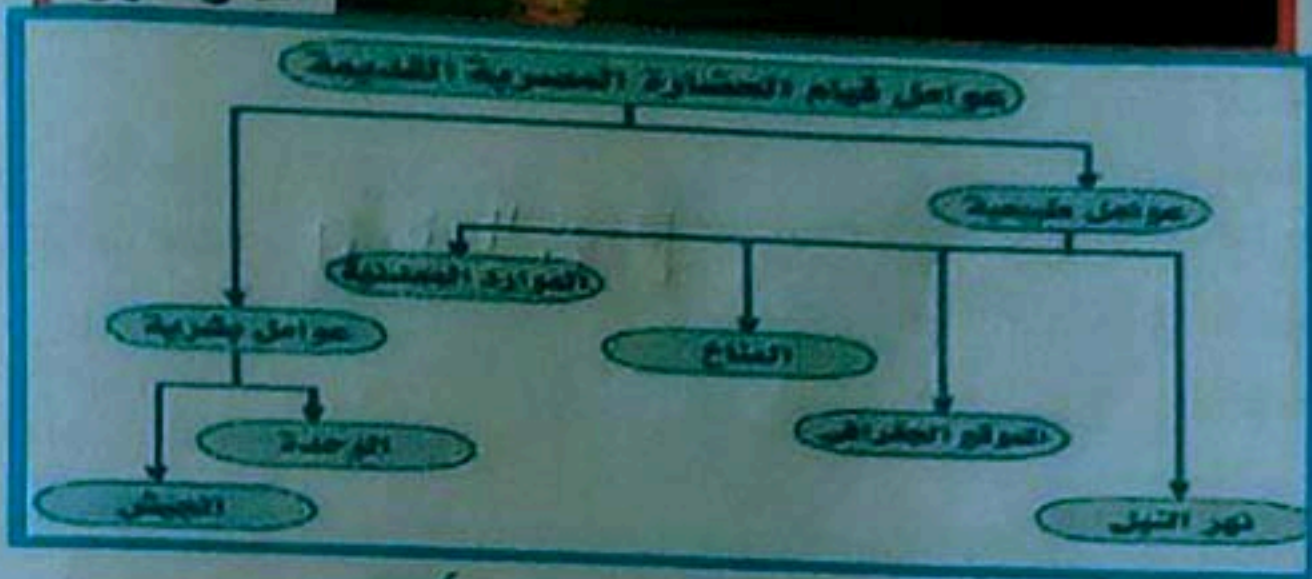 عوامل قيام الحضارة المصرية القديمة
عوامل طبيعية
الموارد المعدنية
عوامل بشرية
المناخ
الموقع الجغرافي
الوحدة
الجيش
نهر النيل